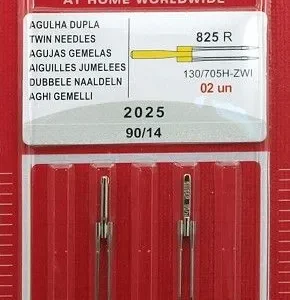 AT HOME WORLDWIDE
AGULHA DUPLA
TWIN NEEDLES
AGUJAS GEMELAS
AIGUILLES JUMELEES
DUBBELE NAALDELN
AGHI GEMELLI
825 R
130/705H-ZWI
02 un
2025
90/14